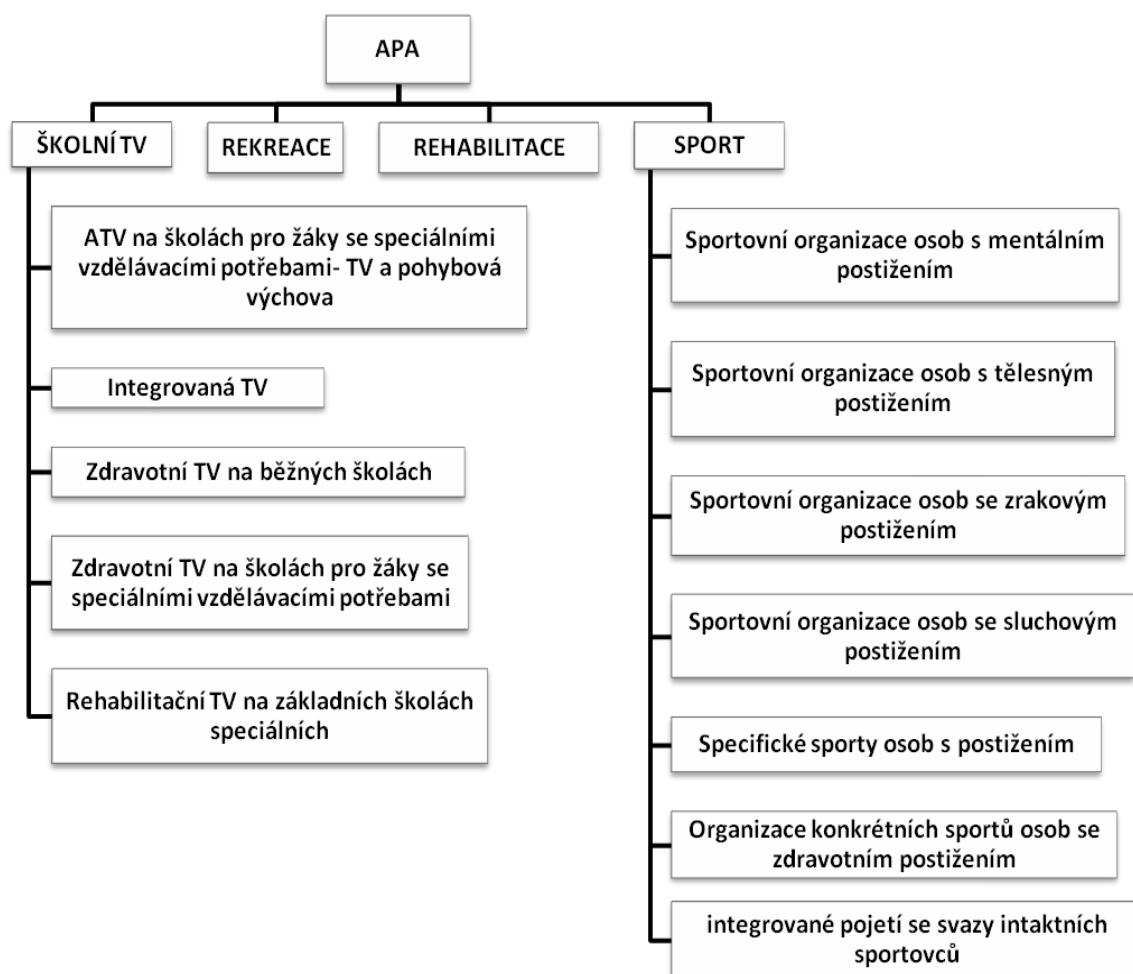 APA
ŠKOLNÍ TV
REKREACE
REHABILITACE
SPORT
ATV na školách pro žáky se speciálními
vzdělávacími potřebami- TV a pohybová
výchova
Integrovaná TV
Zdravotní TV na běžných školách
Zdravotní TV na školách pro žáky se
speciálními vzdělávacími potřebami
Rehabilitační TV na základních školách
speciálních
Sportovní organizace osob s mentálním
postižením
Sportovní organizace osob s tělesným
postižením
Sportovní organizace osob se zrakovým
postižením
Sportovní organizace osob se sluchovým
postižením
Specifické sporty osob s postižením
Organizace konkrétních sportů osob se
zdravotním postižením
integrované pojetí se svazy intaktních
sportovců